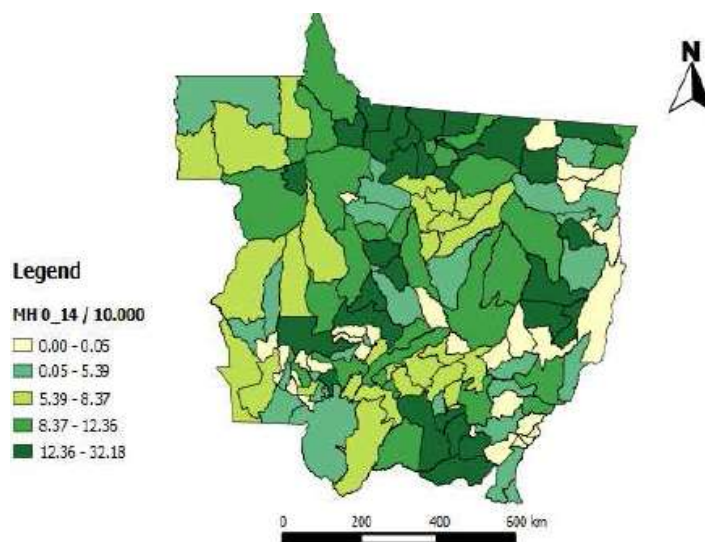 N
Legend
MH 0_14 / 10.000
0.00 - 0.05
0.05 - 5.39
5.39 - 8.37
8.37 - 12.36
12.36 - 32.18
0 200 400 600 km